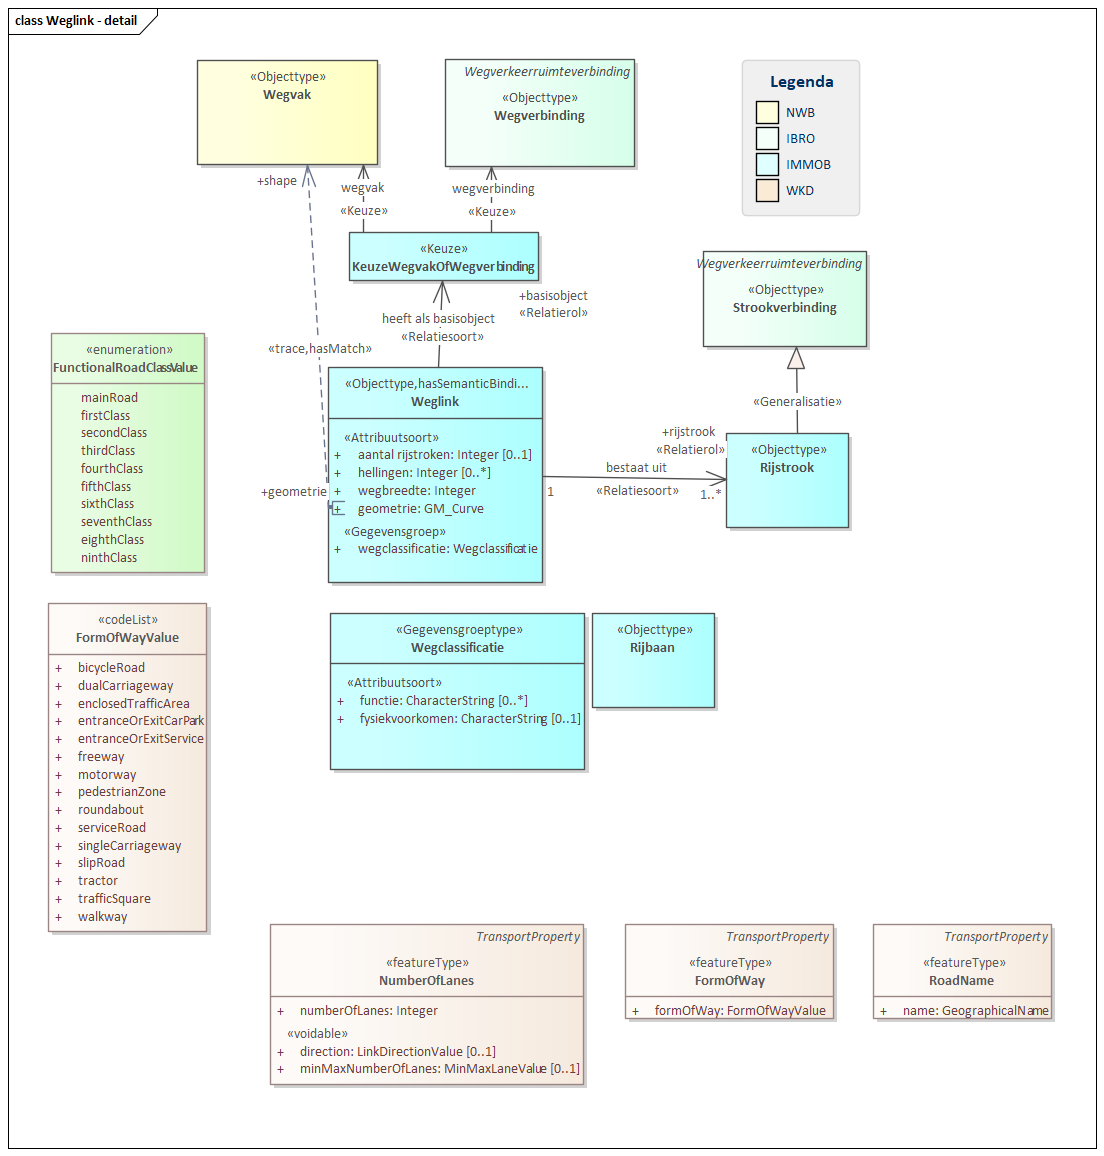 class Weglink - detail
«Objecttype»
Wegvak
Wegverkeerruimteverbinding
«Objecttype»
Wegverbinding
Legenda
NWB
IBRO
IMMOB
WKD
+shape
wegvak
«Keuze»
wegverbinding
«Keuze»
«Keuze»
KeuzeWegvakOfWegverbinding
+basisobject
«Relatierol»
heeft als basisobject
«Relatiesoort»
«trace,hasMatch»
Wegverkeerruimteverbinding
«Objecttype»
Strookverbinding
«Generalisatie»
«enumeration»
FunctionalRoadClassValue
mainRoad
firstClass
secondClass
thirdClass
fourthClass
fifthClass
sixthClass
seventhClass
eighthClass
ninthClass
«Objecttype,hasSemanticBindi...
Weglink
«Attribuutsoort»
+ aantal rijstroken: Integer [0..1]
+ hellingen: Integer [0..*]
+ wegbreedte: Integer
+ geometrie: GM_Curve
«Gegevensgroep»
+ wegclassificatie: Wegclassificatie
+geometrie
+rijstrook
«Relatierol»
bestaat uit
«Relatiesoort»
1
1..*
«Objecttype»
Rijstrook
«codeList»
FormOfWayValue
+ bicycleRoad
+ dualCarriageway
+ enclosedTrafficArea
+ entranceOrExitCarPark
+ entranceOrExitService
+ freeway
+ motorway
+ pedestrianZone
+ roundabout
+ serviceRoad
+ singleCarriageway
+ slipRoad
+ tractor
+ trafficSquare
+ walkway
«Gegevensgroeptype»
Wegclassificatie
«Attribuutsoort»
+ functie: CharacterString [0..*]
+ fysiekvoorkomen: CharacterString [0..1]
«Objecttype»
Rijbaan
TransportProperty
«featureType»
NumberOfLanes
+ numberOfLanes: Integer
«voidable»
+ direction: LinkDirectionValue [0..1]
+ minMaxNumberOfLanes: MinMaxLaneValue [0..1]
TransportProperty
«featureType»
FormOfWay
+ formOfWay: FormOfWayValue
TransportProperty
«featureType»
RoadName
+ name: GeographicalName